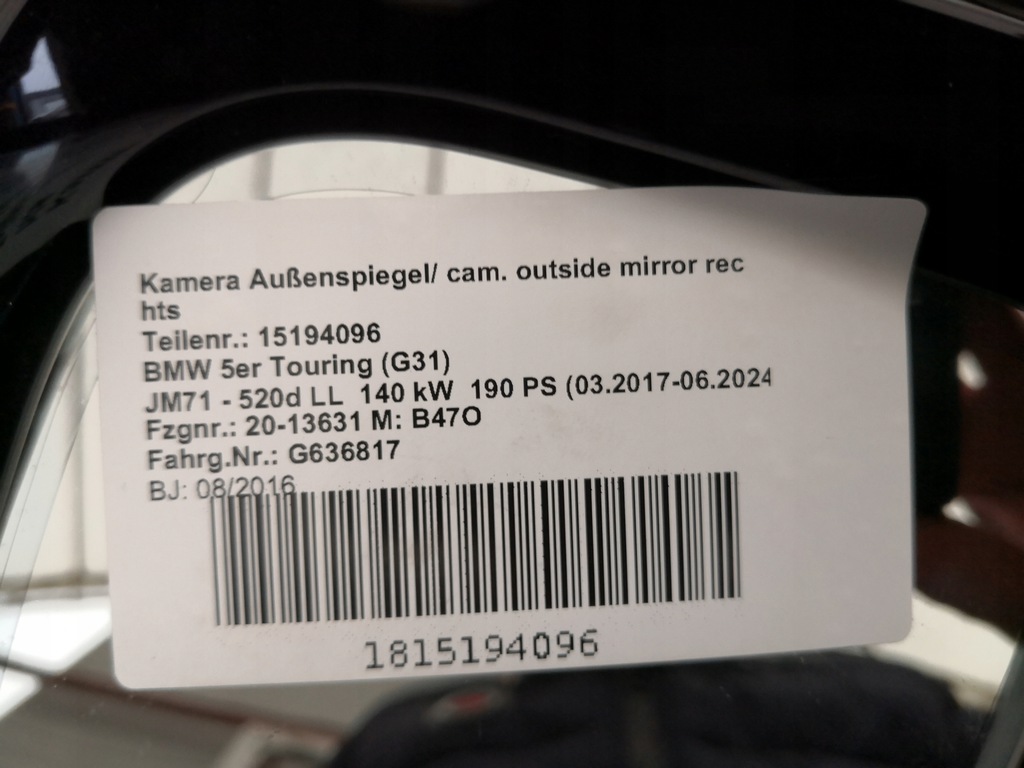 Kamera Außenspiegel/ cam. outside mirror rec
hts
Teilenr.: 15194096
BMW 5er Touring (G31)
JM71 - 520d LL 140 kW 190 PS (03.2017-06.2024
Fzgnr.: 20-13631 M: B47O
Fahrg.Nr.: G636817
BJ: 08/2016
1815194096